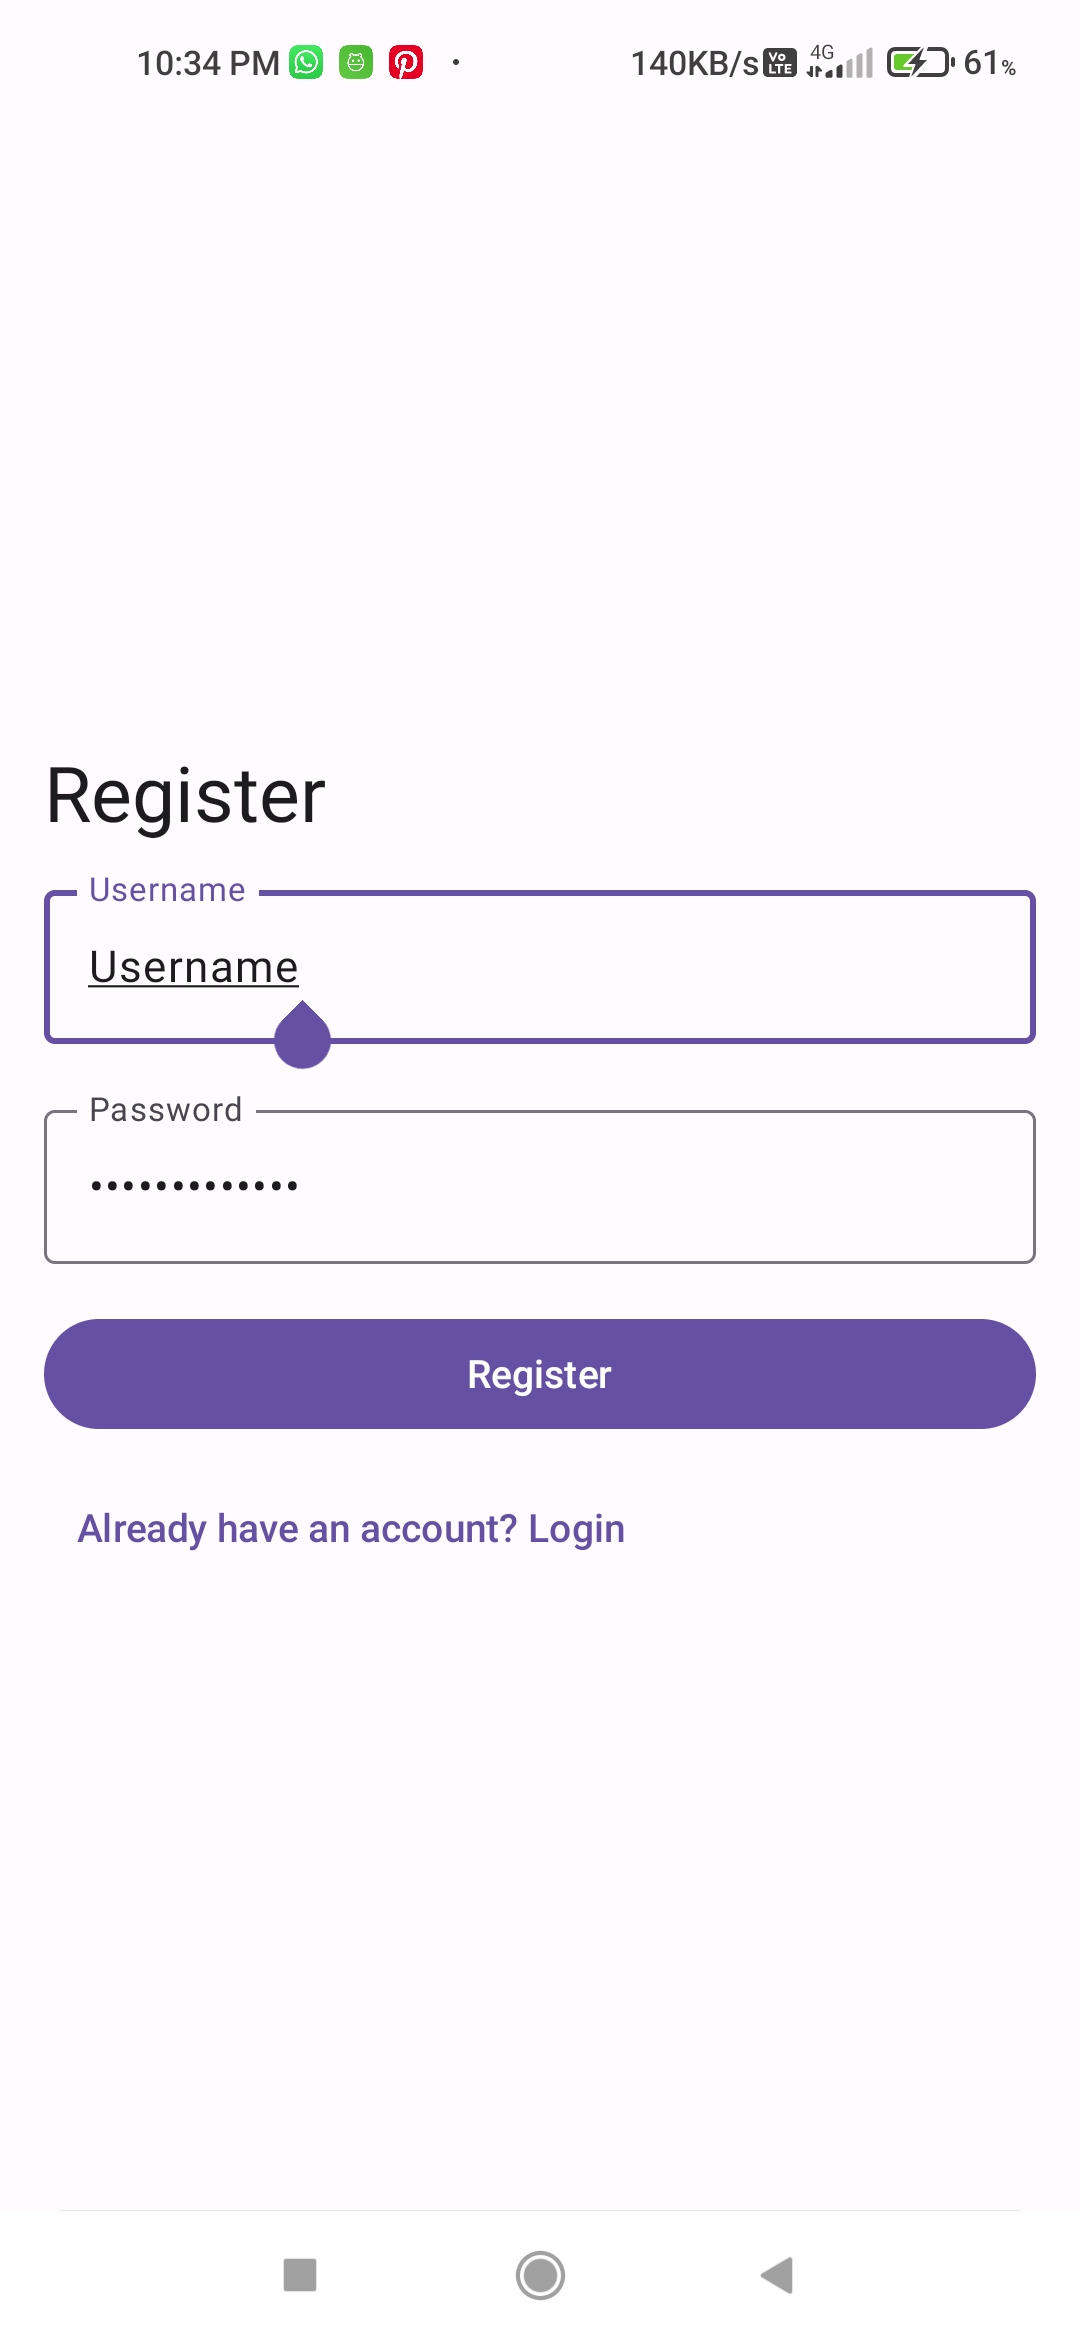 10:34 PM
140KB/s Vo LTE 4G 61%
Register
Username
Username
Password
•••••••••••••
Register
Already have an account? Login